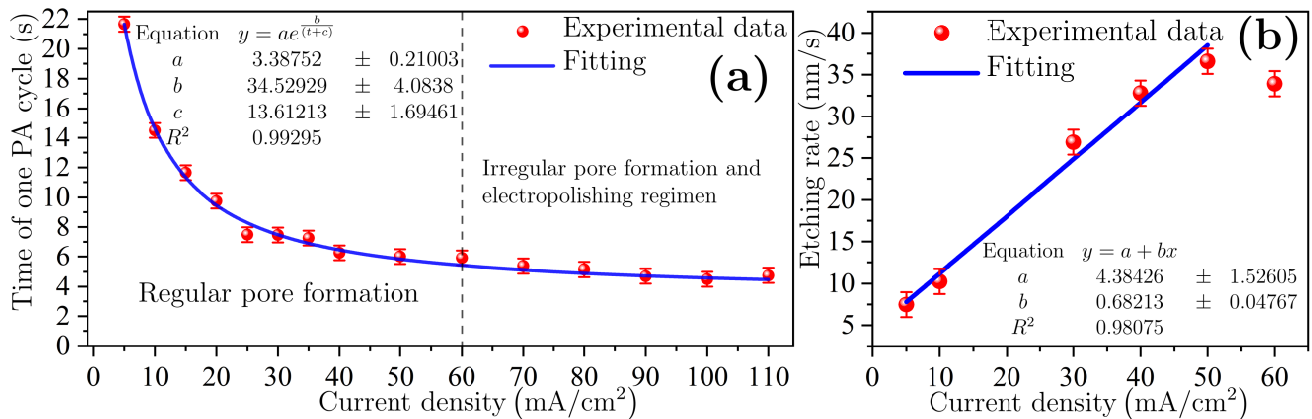 22
20
18
16
14
12
10
8
6
4
2
0
Time of one PA cycle (s)
Equation y = ae^{b/(t+c)}
a 3.38752 ± 0.21003
b 34.52929 ± 4.0838
c 13.61213 ± 1.69461
R² 0.99295
Experimental data
Fitting
(a)
Irregular pore formation and
electropolishing regimen
Regular pore formation
0 10 20 30 40 50 60 70 80 90 100 110
Current density (mA/cm²)
40
35
30
25
20
15
10
5
Etching rate (nm/s)
Experimental data
Fitting
(b)
Equation y = a + bx
a 4.38426 ± 1.52605
b 0.68213 ± 0.04767
R² 0.98075
0 10 20 30 40 50 60
Current density (mA/cm²)